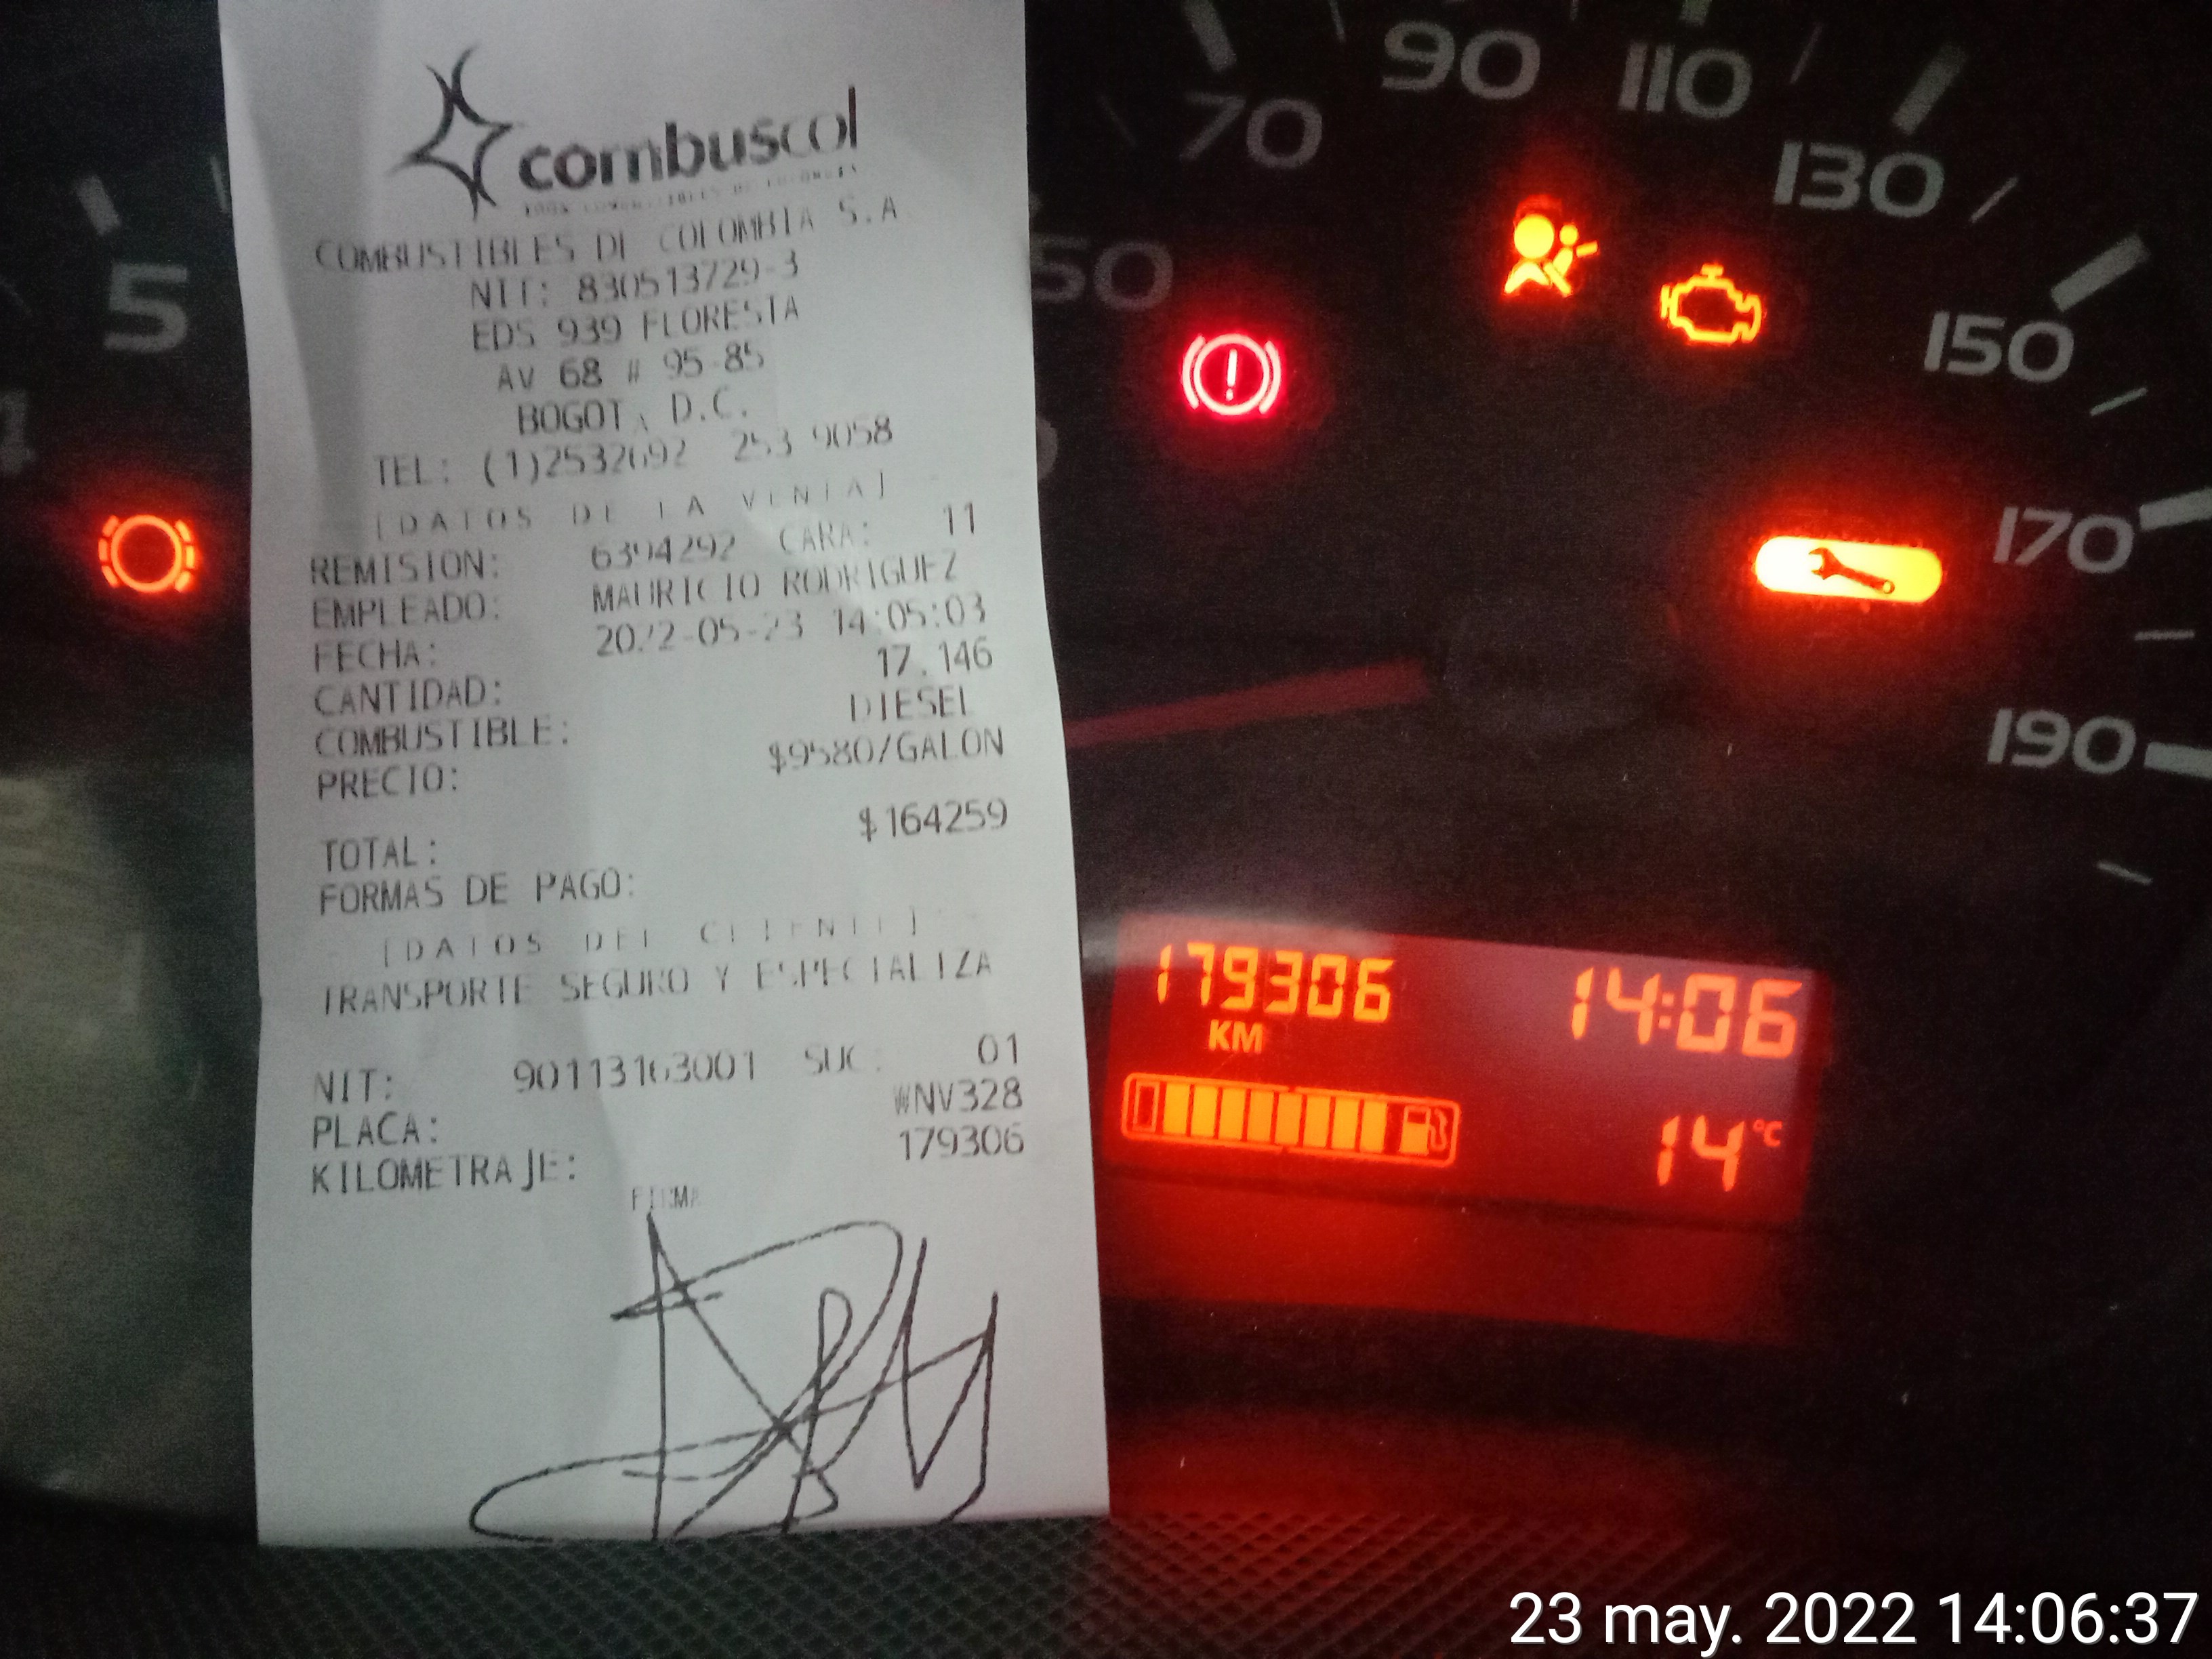 combuscol
COMBUSTIBLES DE COLOMBIA S.A
NIT: 830513729-3
EDS 939 FLORESTA
AV 68 # 95-85
BOGOTA D.C.
TEL: (1)2532692 253 9058
[DATOS DE LA VENTA]
REMISION: 6394292 CARA: 11
EMPLEADO: MAURICIO RODRIGUEZ
FECHA: 2022-05-23 14:05:03
CANTIDAD: 17.146
COMBUSTIBLE: DIESEL
PRECIO: $9580/GALON
TOTAL: $164259
FORMAS DE PAGO:
[DATOS DEL CLIENTE]
TRANSPORTE SEGURO Y ESPECIALIZA
NIT: 90113163001 SUC: 01
PLACA: WNV328
KILOMETRAJE: 179306
FIRMA
5
50
70
90
110
130
150
170
190
179306 14:06
KM
14°C
23 may. 2022 14:06:37